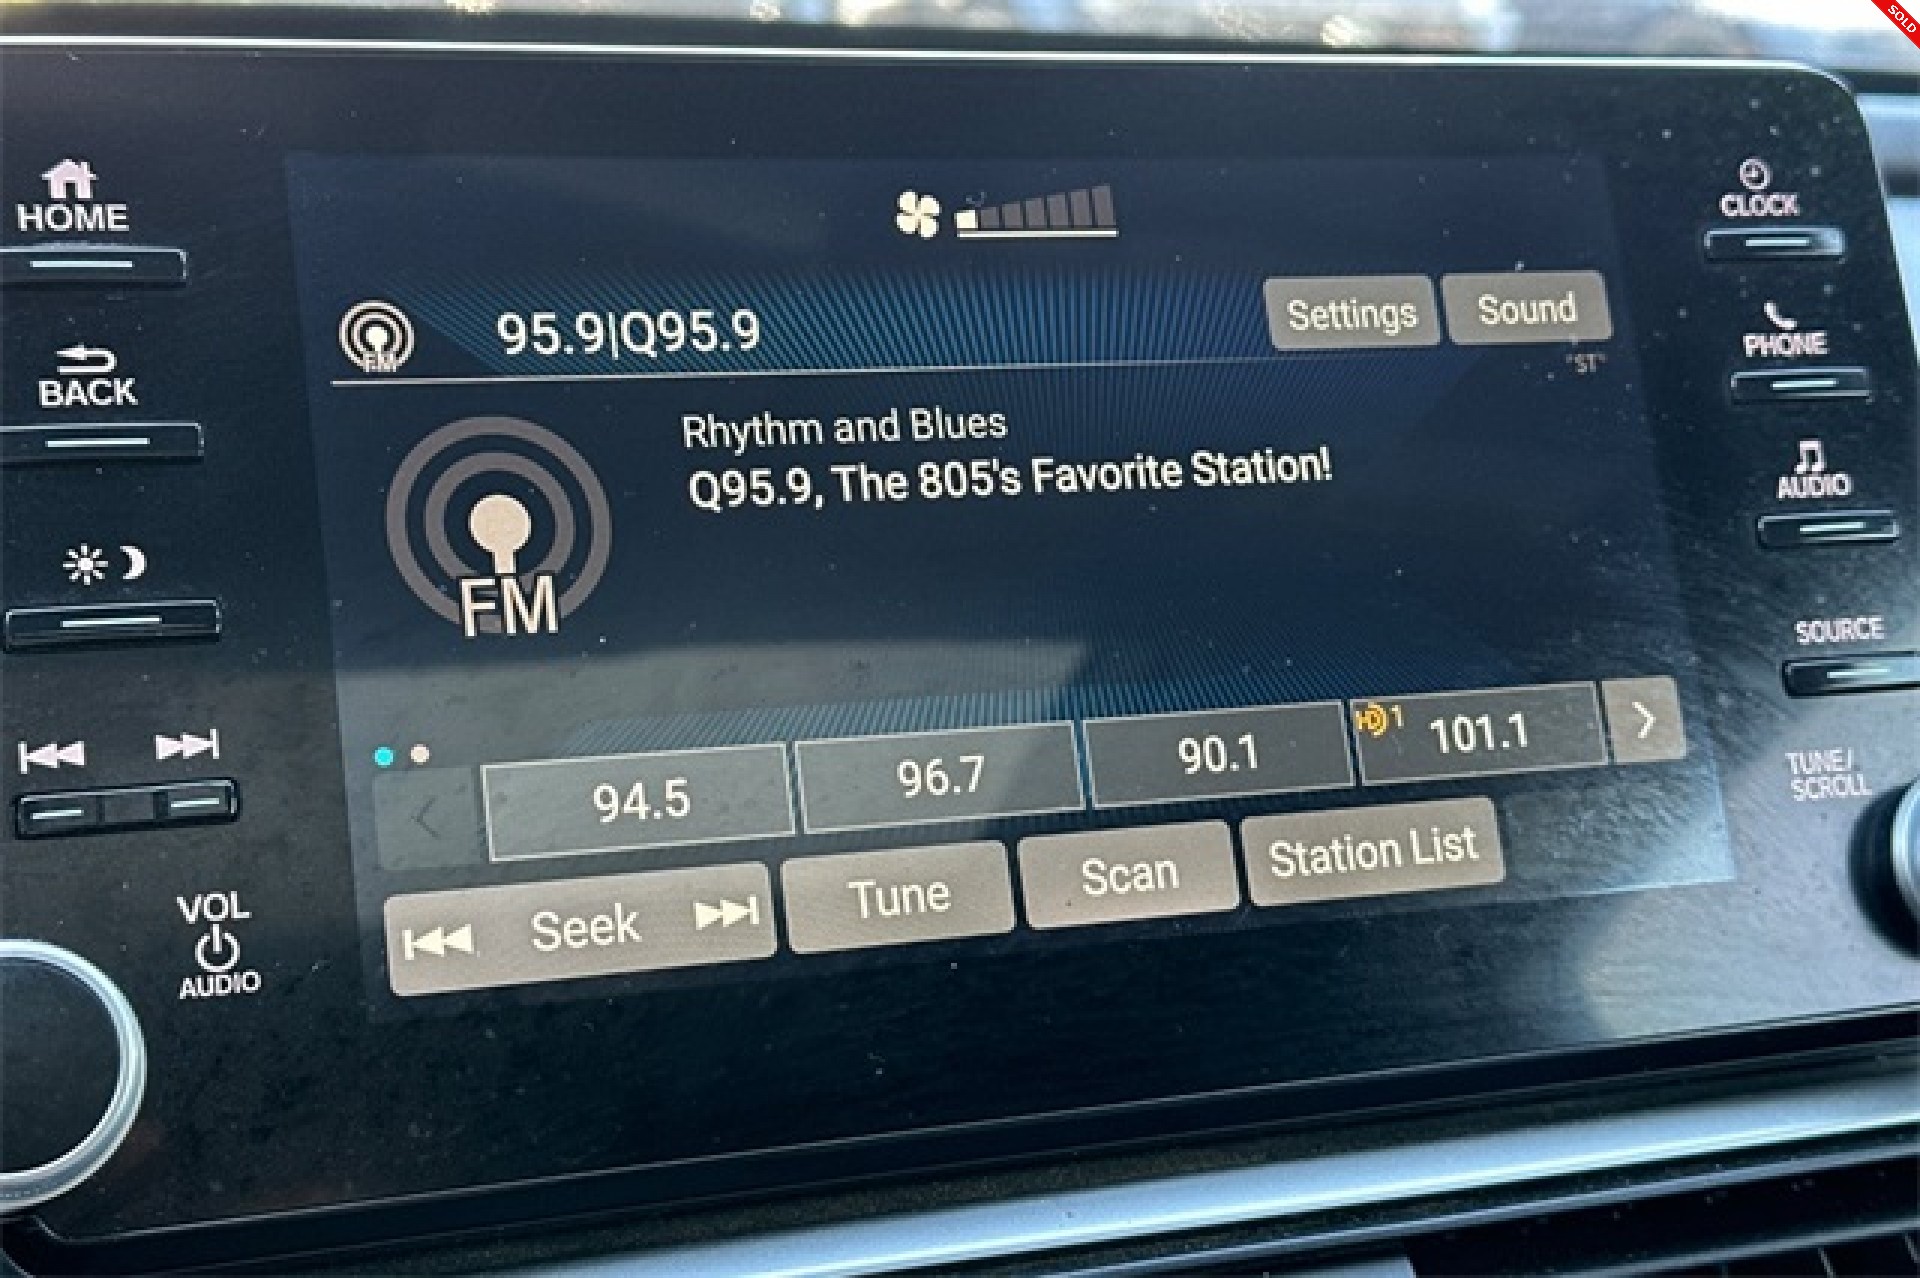 SOLD
HOME
CLOCK
95.9|Q95.9
Settings
Sound
FM
"ST"
PHONE
BACK
Rhythm and Blues
Q95.9, The 805's Favorite Station!
AUDIO
FM
SOURCE
HD 1
94.5
96.7
90.1
101.1
TUNE/
SCROLL
Seek
Tune
Scan
Station List
VOL
AUDIO